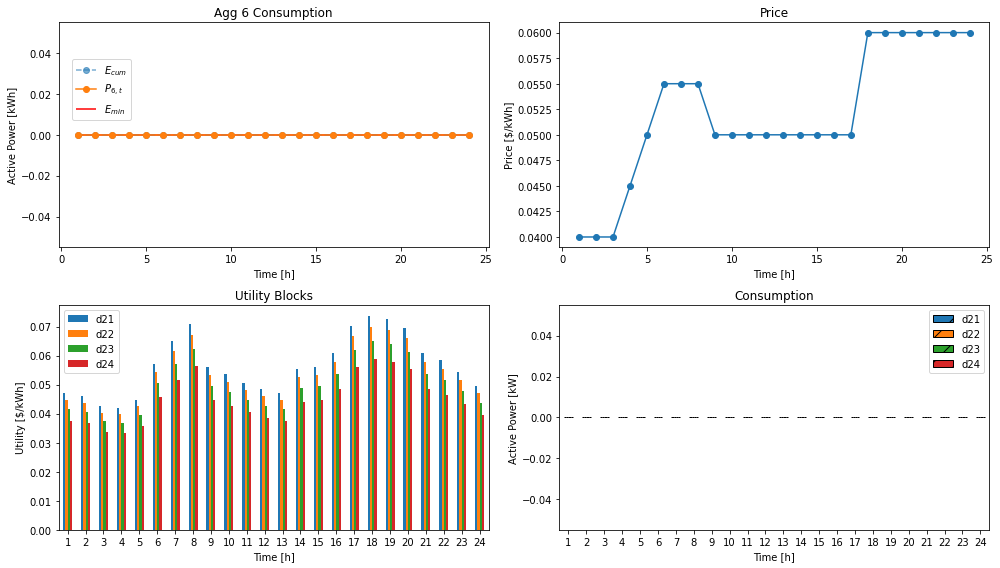 Agg 6 Consumption
Active Power [kWh]
0.04
0.02
0.00
−0.02
−0.04
E_cum
P_6,t
E_min
0 5 10 15 20 25
Time [h]
Price
Price [$/kWh]
0.0600
0.0575
0.0550
0.0525
0.0500
0.0475
0.0450
0.0425
0.0400
0 5 10 15 20 25
Time [h]
Utility Blocks
Utility [$/kWh]
0.07
0.06
0.05
0.04
0.03
0.02
0.01
0.00
d21
d22
d23
d24
1 2 3 4 5 6 7 8 9 10 11 12 13 14 15 16 17 18 19 20 21 22 23 24
Time [h]
Consumption
Active Power [kW]
0.04
0.02
0.00
−0.02
−0.04
d21
d22
d23
d24
1 2 3 4 5 6 7 8 9 10 11 12 13 14 15 16 17 18 19 20 21 22 23 24
Time [h]